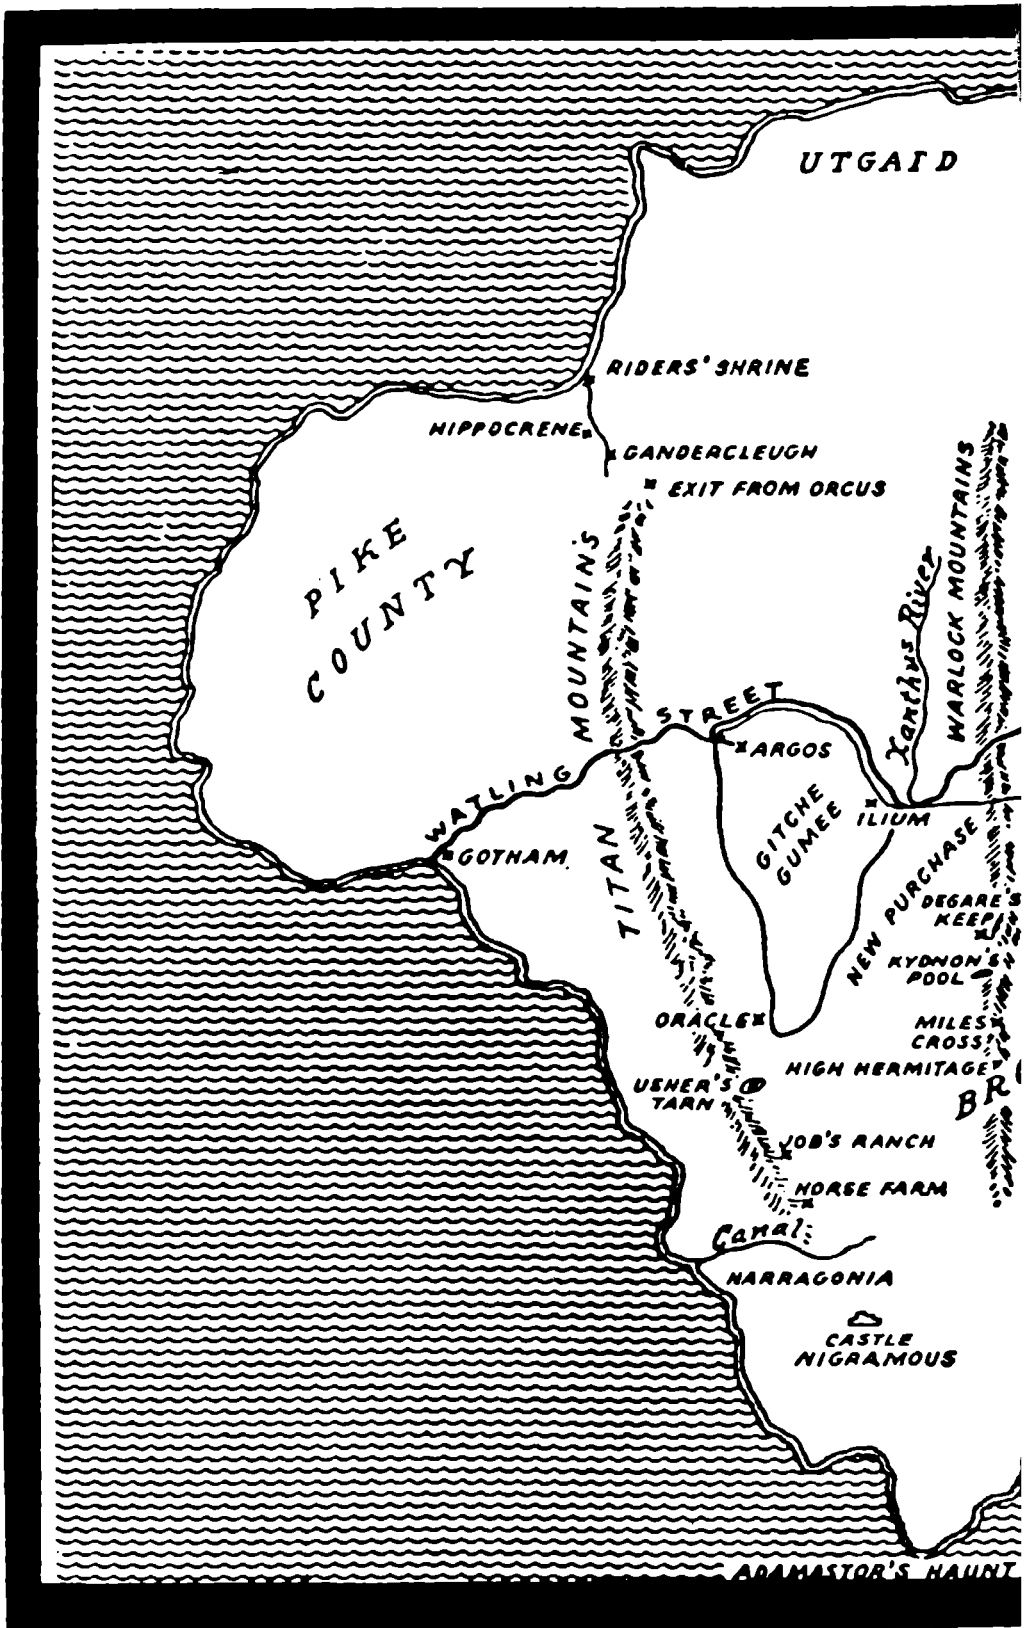 UTGARD
RIDERS' SHRINE
HIPPOCRENE
GANDERCLEUGH
EXIT FROM ORCUS
PIKE
COUNTY
TITAN MOUNTAINS
WARLOCK MOUNTAINS
Xanthus River
WATLING STREET
ARGOS
GITCHE
GUMEE
ILIUM
GOTHAM
NEW PURCHASE
DEGARE'S
KEEP
KYDNON'S
POOL
ORACLE
MILES
CROSS
HIGH HERMITAGE
BR
USHER'S
TARN
JOB'S RANCH
HORSE FARM
Canal
NARRAGONIA
CASTLE
NIGRAMOUS
ADAMASTOR'S HAUNT